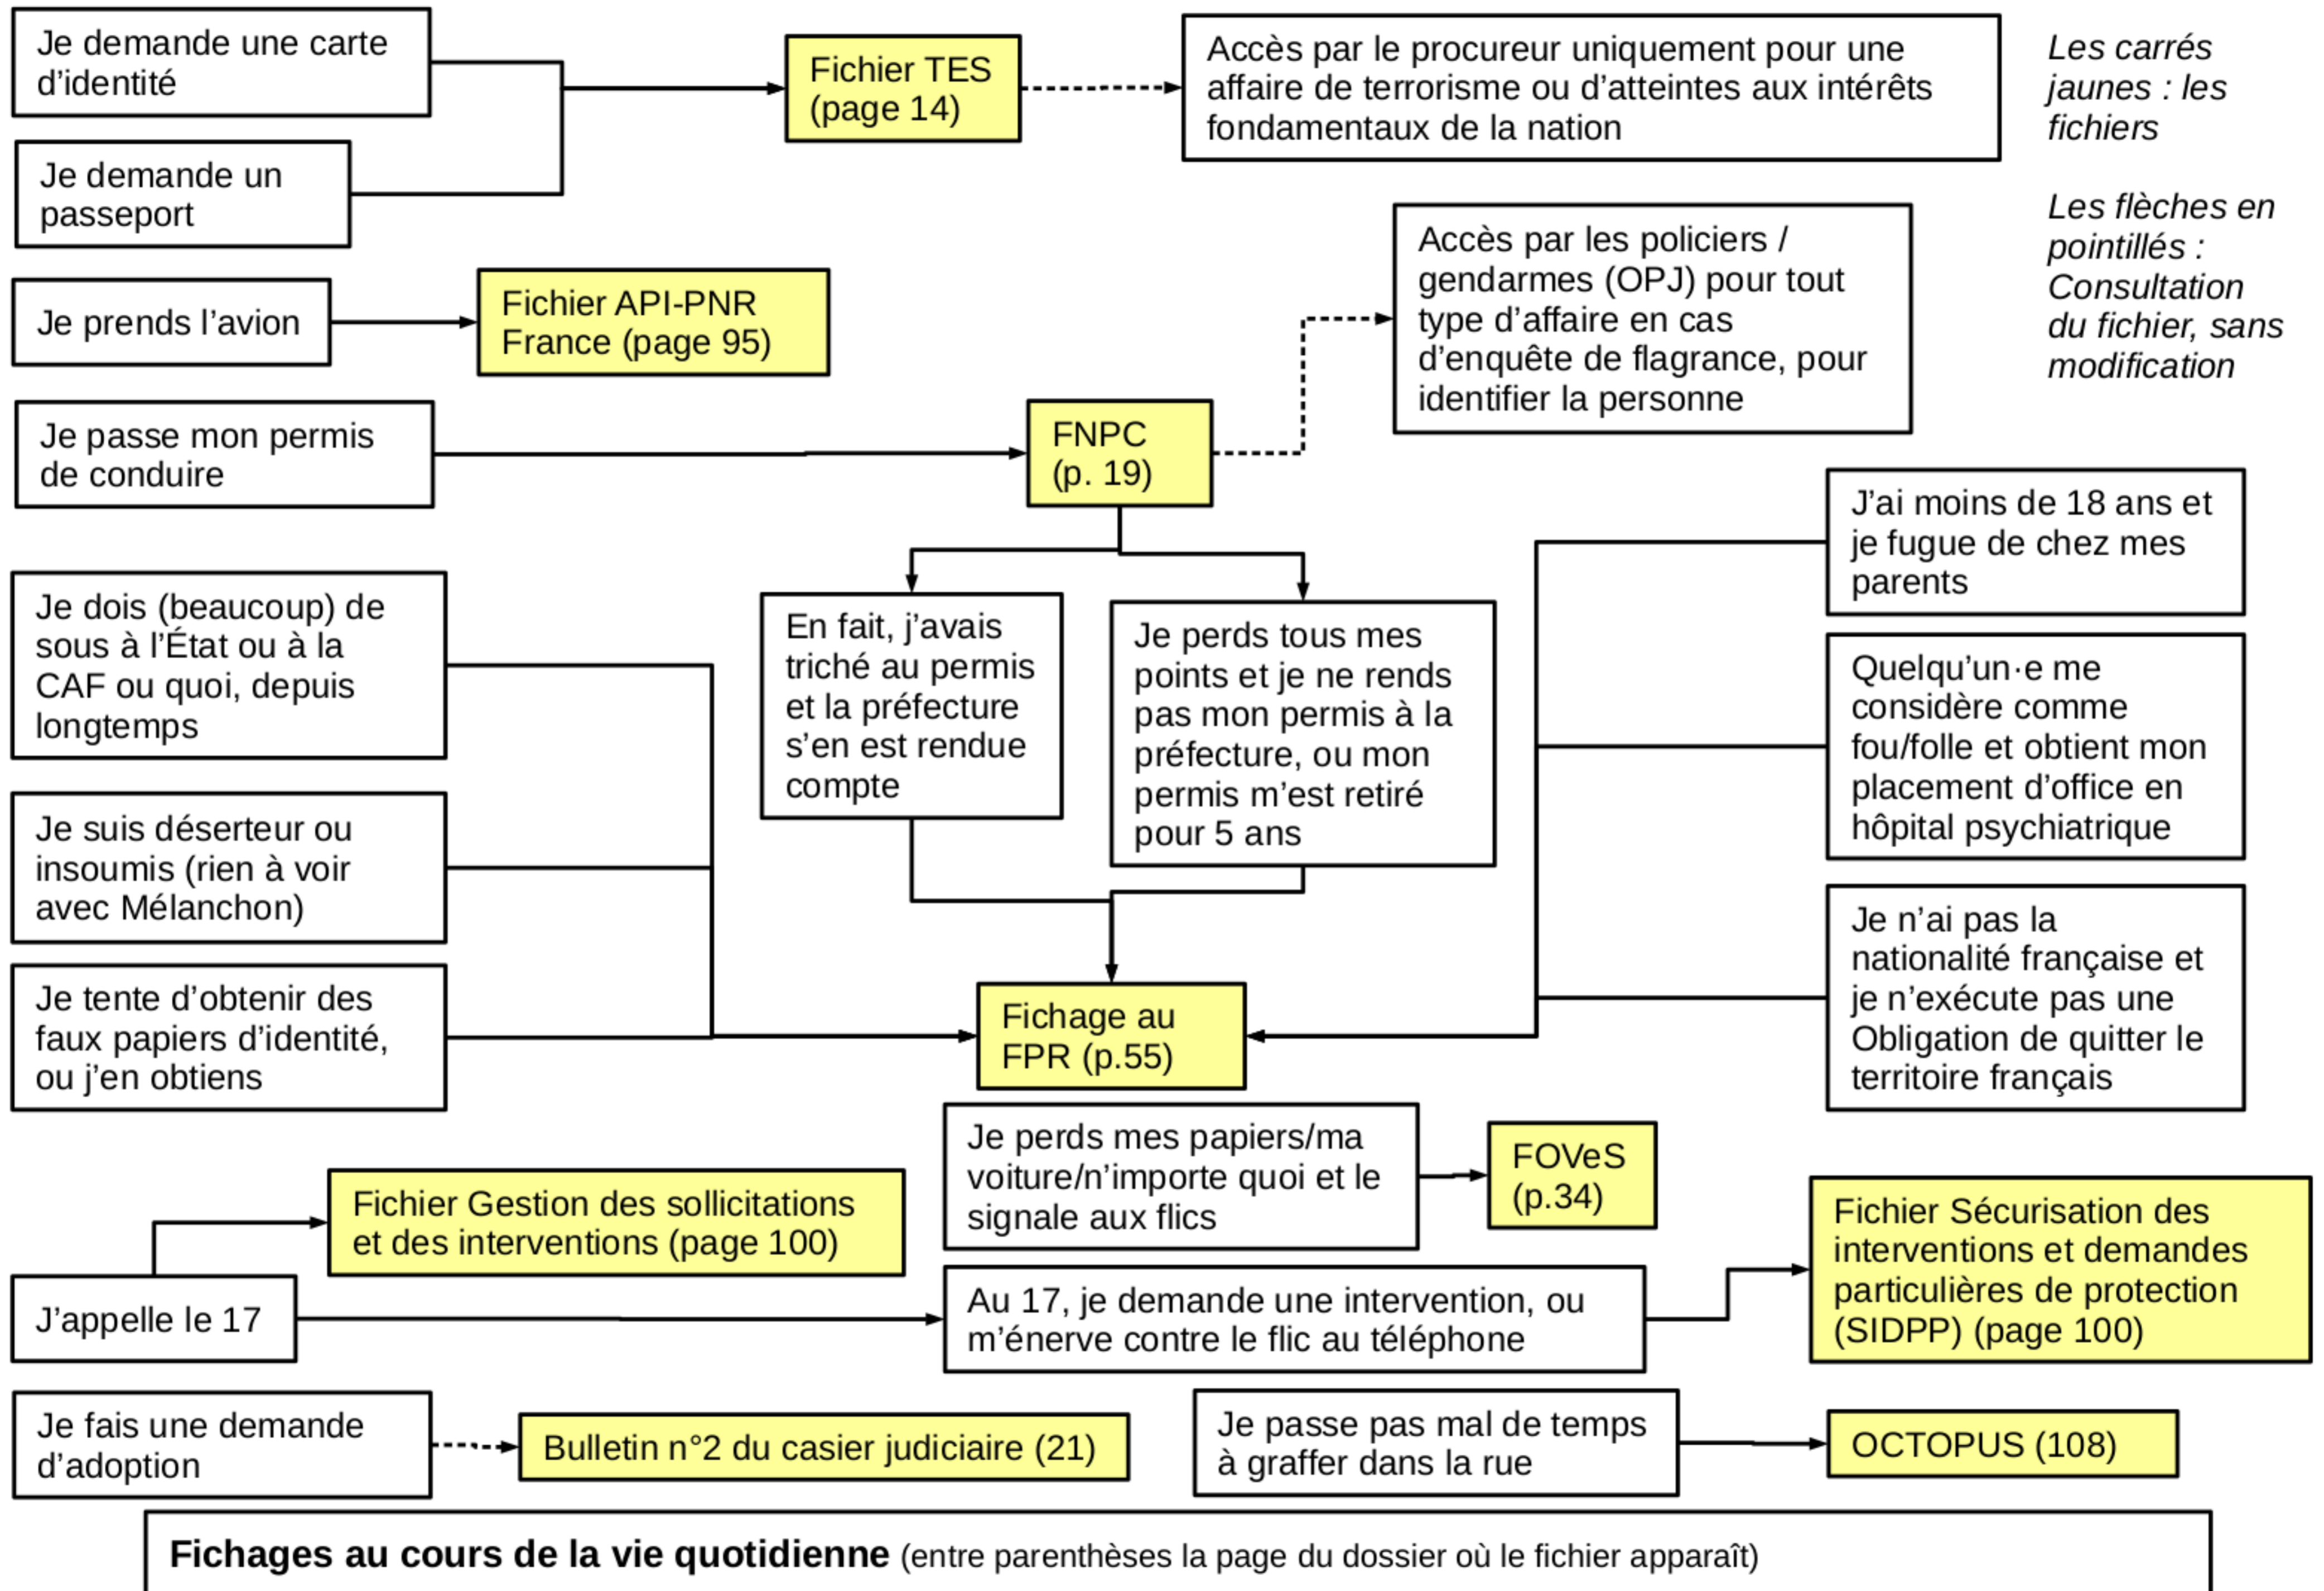 Je demande une carte
d’identité
Fichier TES
(page 14)
Accès par le procureur uniquement pour une
affaire de terrorisme ou d’atteintes aux intérêts
fondamentaux de la nation
Les carrés
jaunes : les
fichiers
Je demande un
passeport
Les flèches en
pointillés :
Consultation
du fichier, sans
modification
Accès par les policiers /
gendarmes (OPJ) pour tout
type d’affaire en cas
d’enquête de flagrance, pour
identifier la personne
Je prends l’avion
Fichier API-PNR
France (page 95)
Je passe mon permis
de conduire
FNPC
(p. 19)
J’ai moins de 18 ans et
je fugue de chez mes
parents
Je dois (beaucoup) de
sous à l’État ou à la
CAF ou quoi, depuis
longtemps
En fait, j’avais
triché au permis
et la préfecture
s’en est rendue
compte
Je perds tous mes
points et je ne rends
pas mon permis à la
préfecture, ou mon
permis m’est retiré
pour 5 ans
Quelqu’un·e me
considère comme
fou/folle et obtient mon
placement d’office en
hôpital psychiatrique
Je suis déserteur ou
insoumis (rien à voir
avec Mélanchon)
Je n’ai pas la
nationalité française et
je n’exécute pas une
Obligation de quitter le
territoire français
Je tente d’obtenir des
faux papiers d’identité,
ou j’en obtiens
Fichage au
FPR (p.55)
Je perds mes papiers/ma
voiture/n’importe quoi et le
signale aux flics
FOVeS
(p.34)
Fichier Gestion des sollicitations
et des interventions (page 100)
Fichier Sécurisation des
interventions et demandes
particulières de protection
(SIDPP) (page 100)
J’appelle le 17
Au 17, je demande une intervention, ou
m’énerve contre le flic au téléphone
Je fais une demande
d’adoption
Bulletin n°2 du casier judiciaire (21)
Je passe pas mal de temps
à graffer dans la rue
OCTOPUS (108)
Fichages au cours de la vie quotidienne (entre parenthèses la page du dossier où le fichier apparaît)